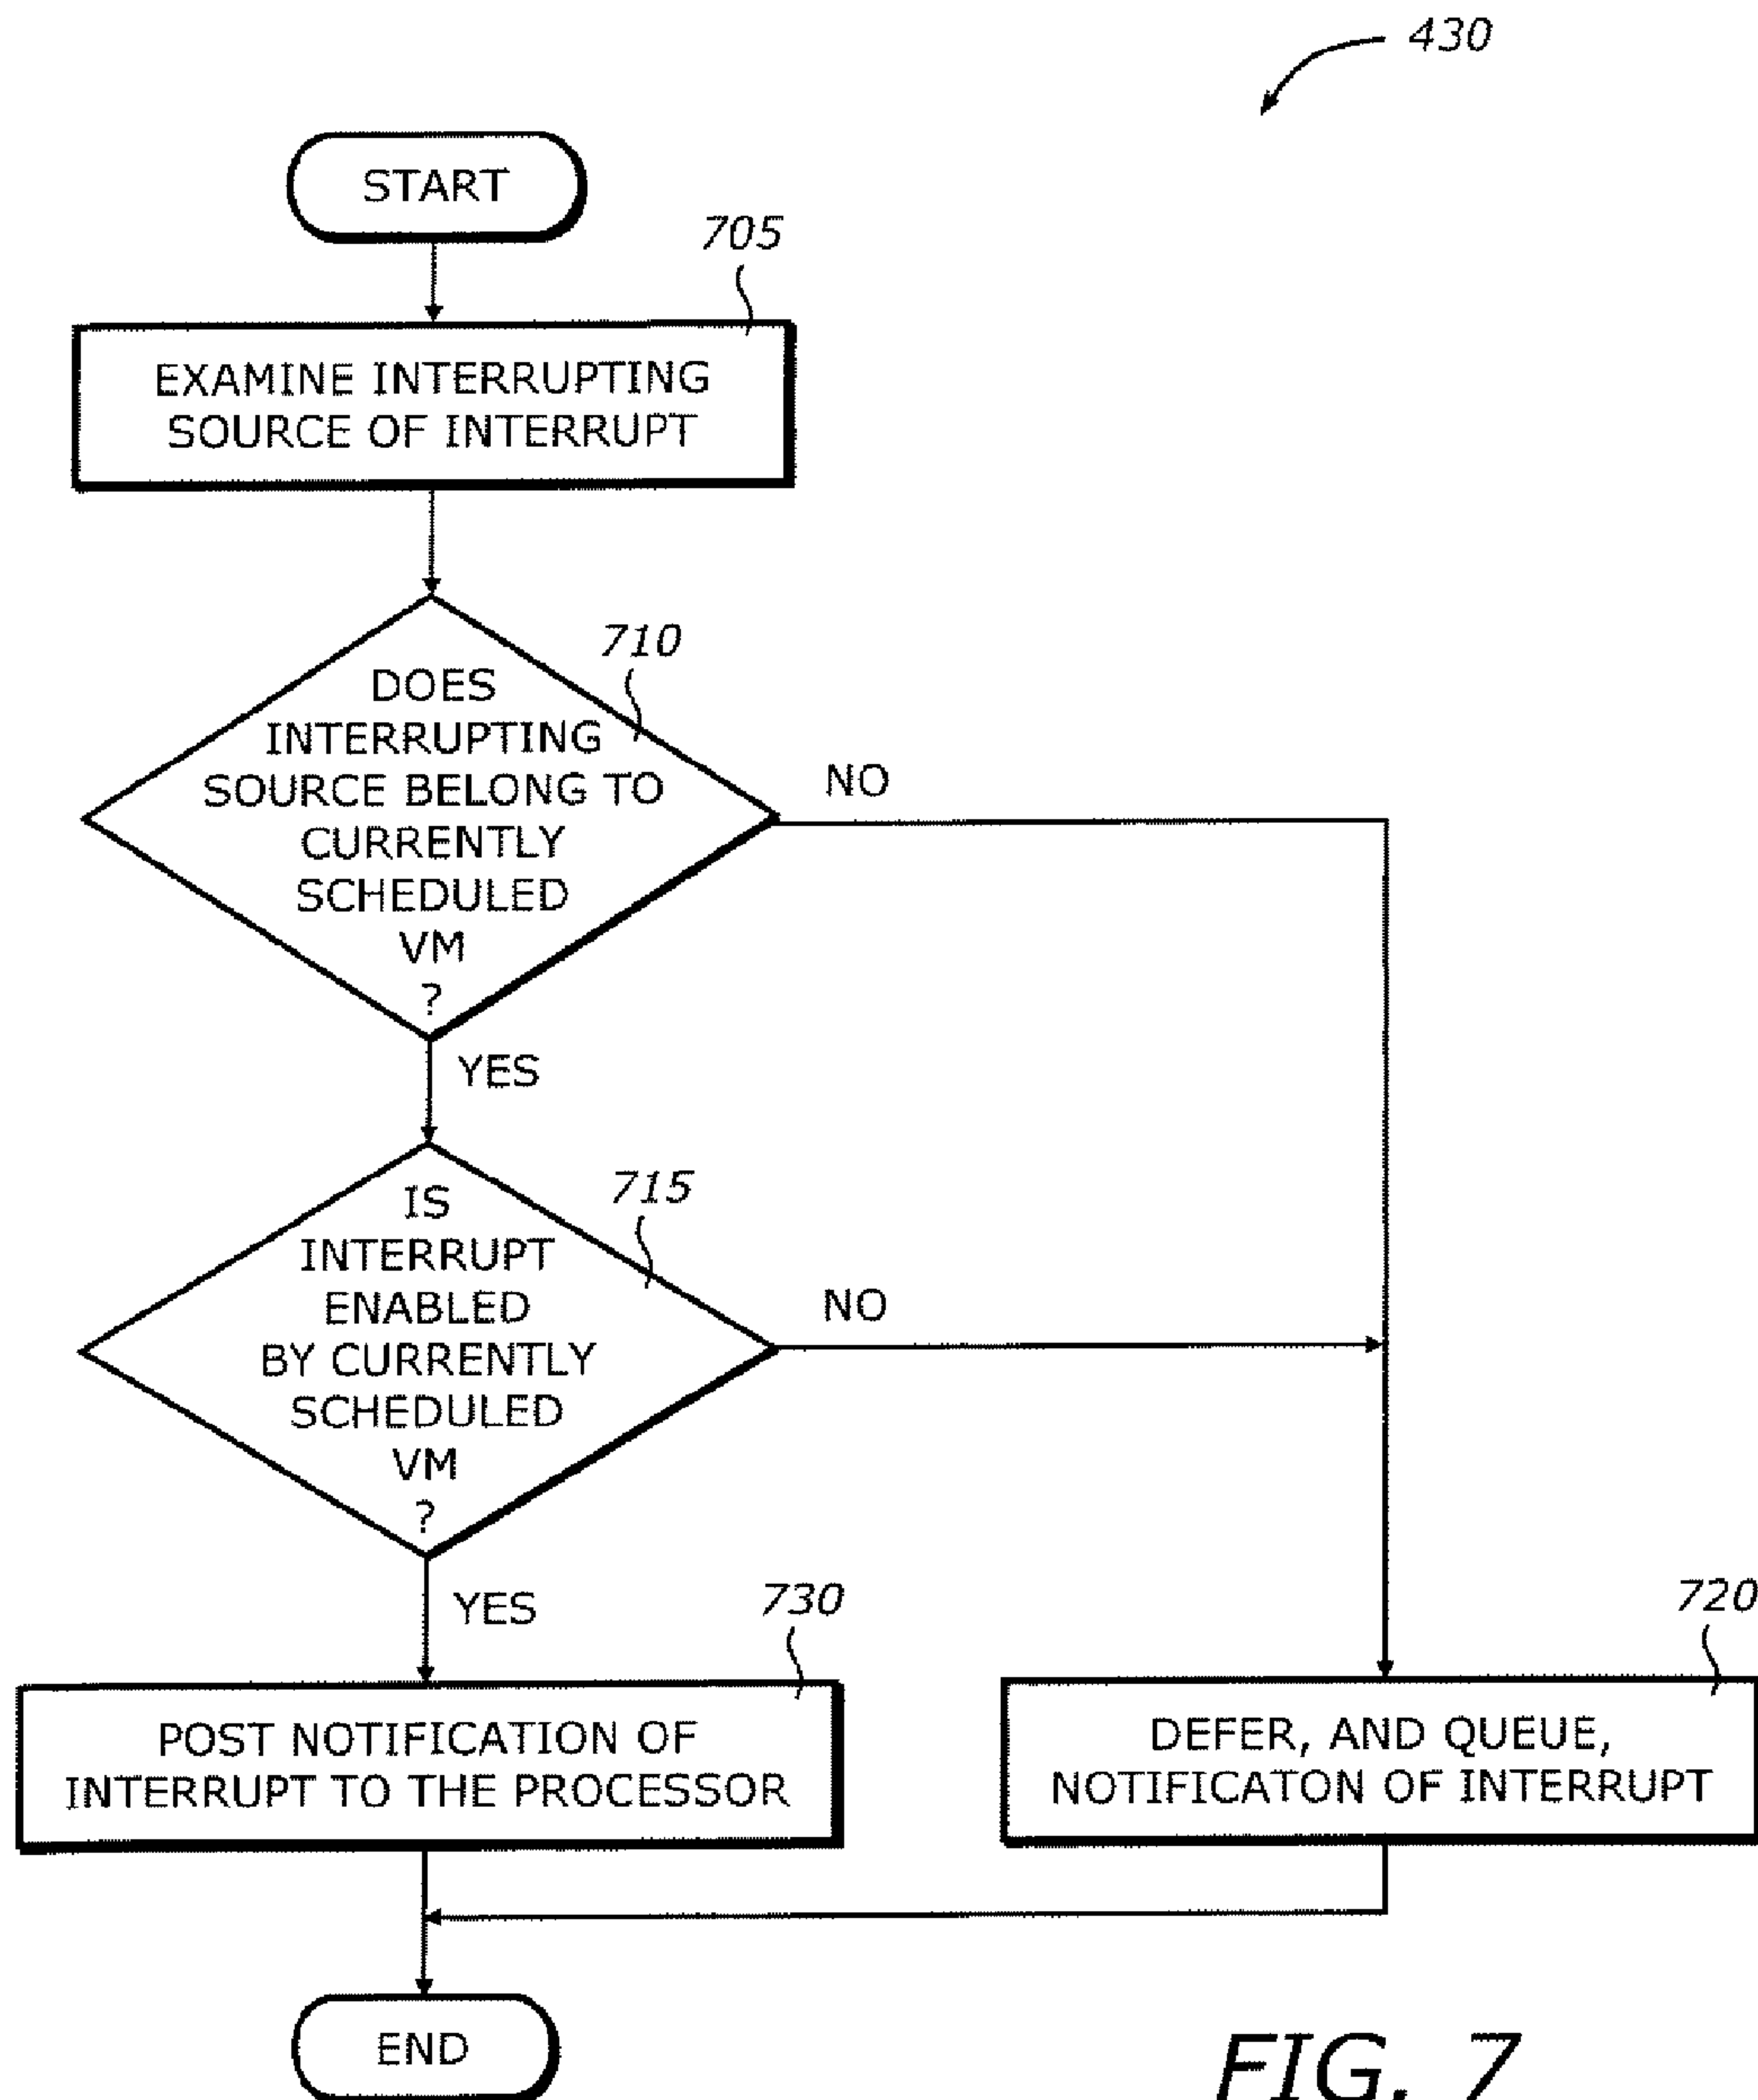 430
START
705
EXAMINE INTERRUPTING
SOURCE OF INTERRUPT
710
DOES
INTERRUPTING
SOURCE BELONG TO
CURRENTLY
SCHEDULED
VM
?
NO
YES
715
IS
INTERRUPT
ENABLED
BY CURRENTLY
SCHEDULED
VM
?
NO
YES
730
POST NOTIFICATION OF
INTERRUPT TO THE PROCESSOR
720
DEFER, AND QUEUE,
NOTIFICATON OF INTERRUPT
END
FIG. 7